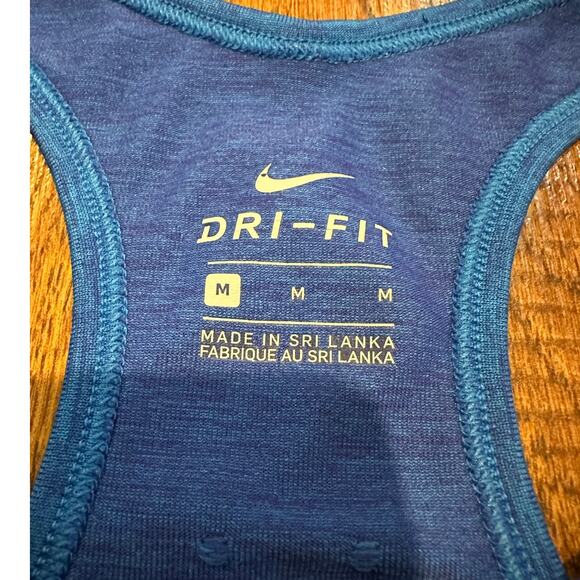 DRI-FIT
M M M
MADE IN SRI LANKA
FABRIQUE AU SRI LANKA